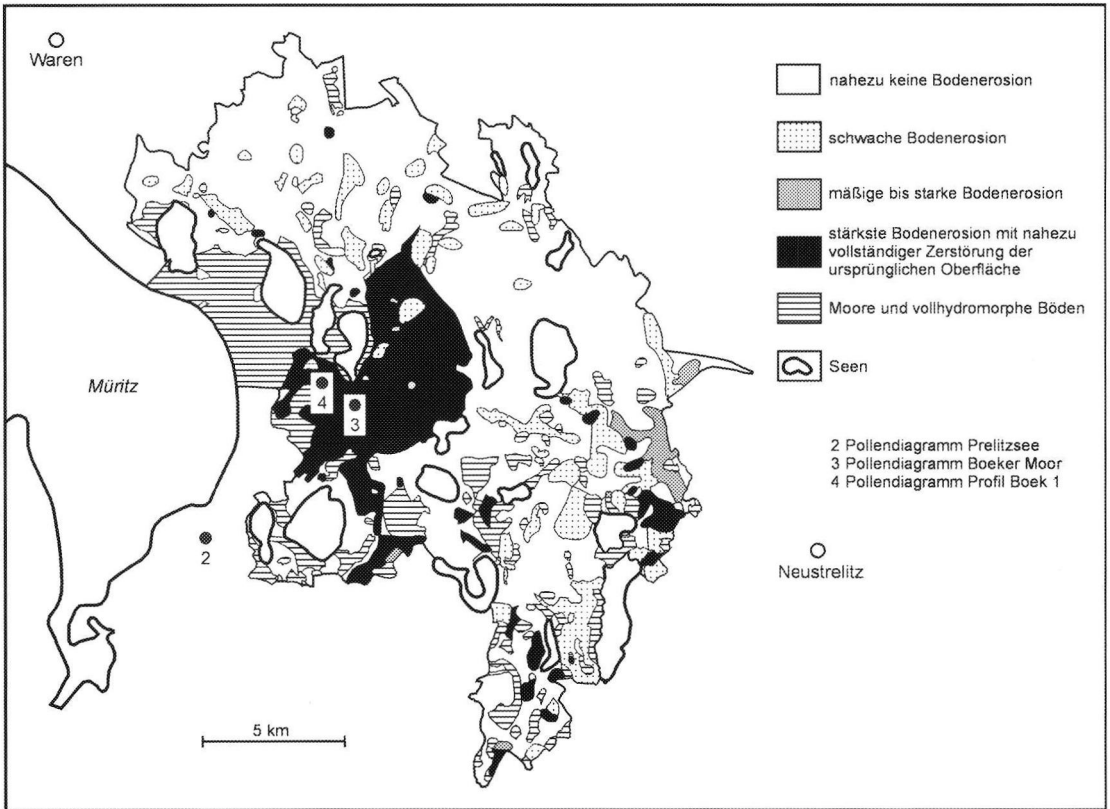 Waren
nahezu keine Bodenerosion
schwache Bodenerosion
mäßige bis starke Bodenerosion
stärkste Bodenerosion mit nahezu
vollständiger Zerstörung der
ursprünglichen Oberfläche
Moore und vollhydromorphe Böden
Seen
Müritz
4
3
2
2 Pollendiagramm Prelitzsee
3 Pollendiagramm Boeker Moor
4 Pollendiagramm Profil Boek 1
Neustrelitz
5 km